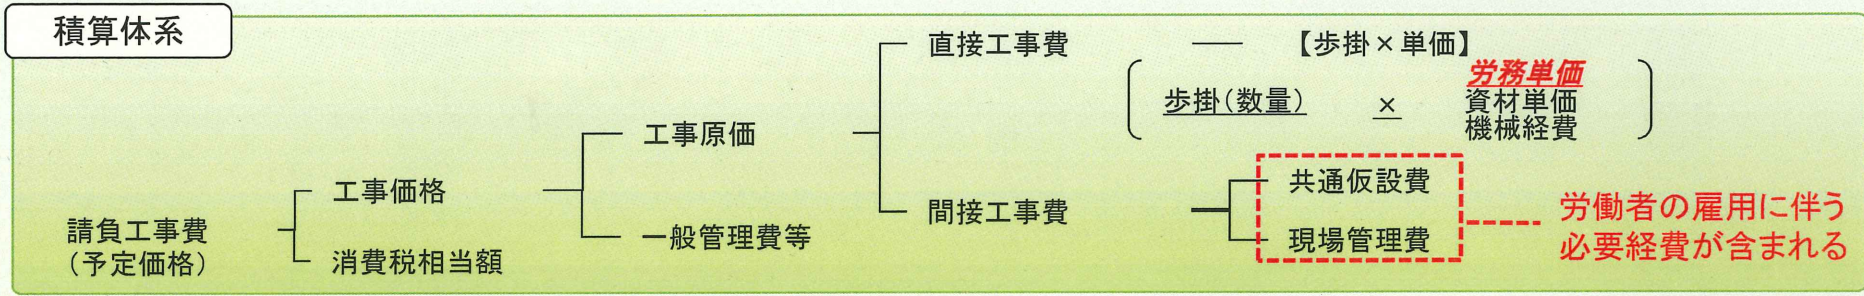 積算体系
直接工事費
【歩掛×単価】
歩掛(数量)
×
労務単価
資材単価
機械経費
工事原価
工事価格
共通仮設費
間接工事費
請負工事費
(予定価格)
一般管理費等
現場管理費
消費税相当額
労働者の雇用に伴う
必要経費が含まれる